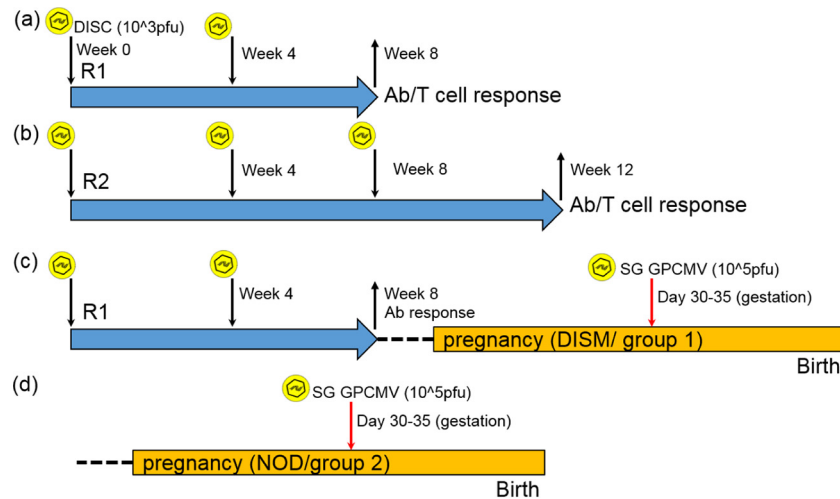 (a)
DISC (10^3pfu)
Week 0
Week 4
Week 8
R1
Ab/T cell response
(b)
Week 4
Week 8
Week 12
R2
Ab/T cell response
(c)
SG GPCMV (10^5pfu)
Week 4
Week 8
Ab response
Day 30-35 (gestation)
R1
pregnancy (DISM/ group 1)
Birth
(d)
SG GPCMV (10^5pfu)
Day 30-35 (gestation)
pregnancy (NOD/group 2)
Birth